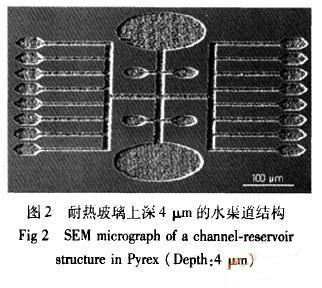 100 μm
图2 耐热玻璃上深4 μm的水渠道结构
Fig 2 SEM micrograph of a channel-reservoir
structure in Pyrex (Depth:4 μm)